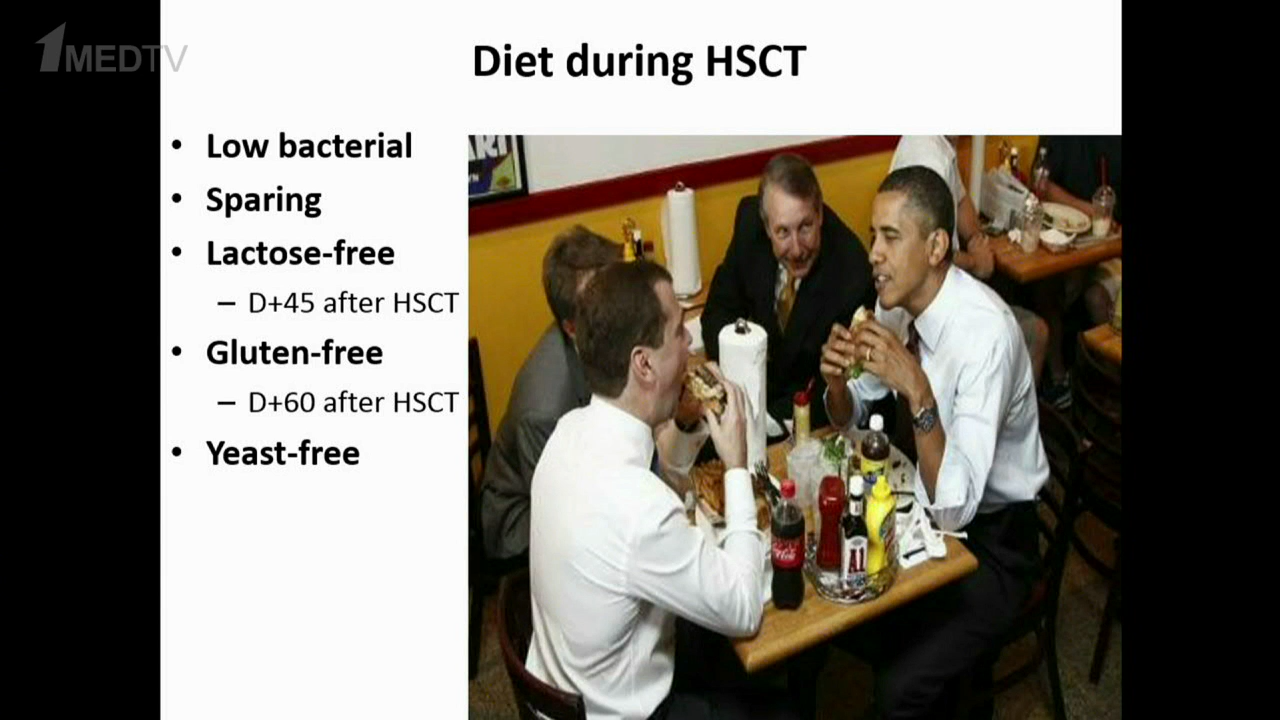 1MEDTV
Diet during HSCT
• Low bacterial
• Sparing
• Lactose-free
– D+45 after HSCT
• Gluten-free
– D+60 after HSCT
• Yeast-free
Coca-Cola
A1